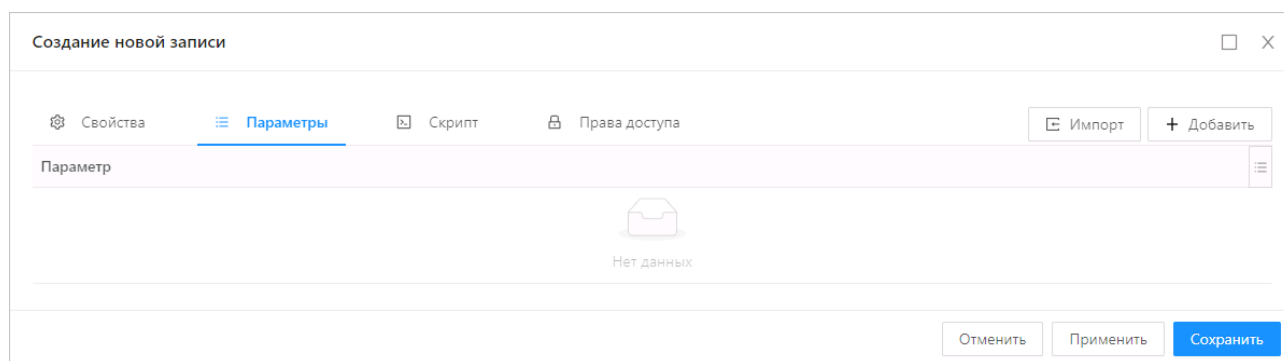 Создание новой записи
Свойства Параметры Скрипт Права доступа Импорт + Добавить
Параметр
Нет данных
Отменить Применить Сохранить